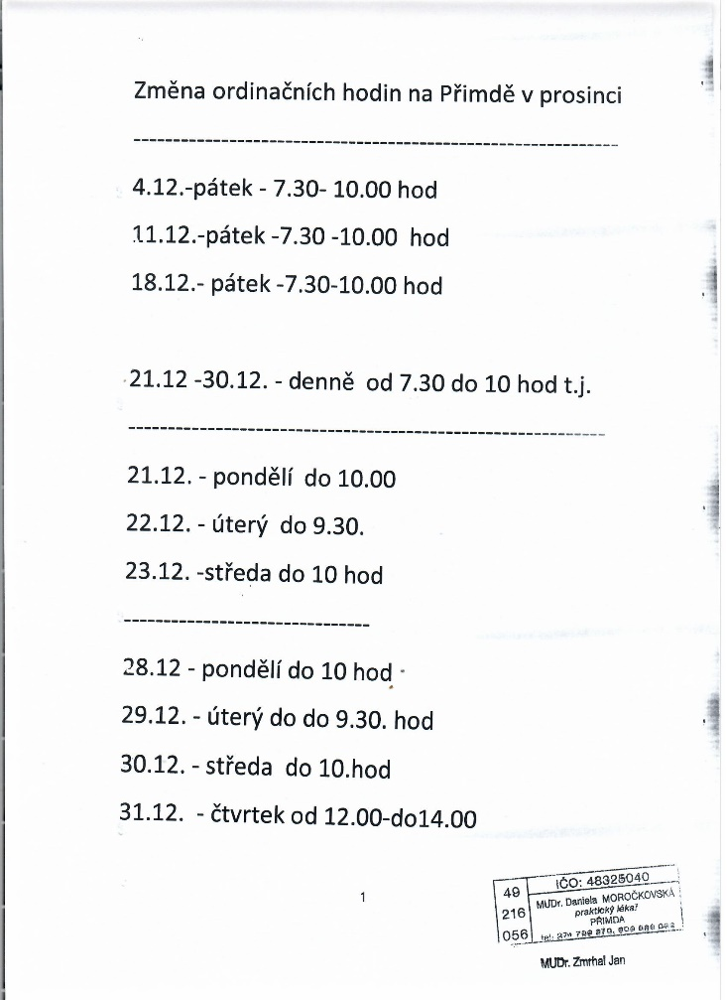 Změna ordinačních hodin na Přimdě v prosinci
-------------------------------------------------------------
4.12.-pátek - 7.30- 10.00 hod
11.12.-pátek -7.30 -10.00 hod
18.12.- pátek -7.30-10.00 hod
21.12 -30.12. - denně od 7.30 do 10 hod t.j.
------------------------------------------------------------
21.12. - pondělí do 10.00
22.12. - úterý do 9.30.
23.12. -středa do 10 hod
-------------------------------
28.12 - pondělí do 10 hod
29.12. - úterý do do 9.30. hod
30.12. - středa do 10.hod
31.12. - čtvrtek od 12.00-do14.00
1
49
216
056
IČO: 48325040
MUDr. Daniela MOROČKOVSKÁ
praktický lékař
PŘIMDA
tel:
MUDr. Zmrhal Jan